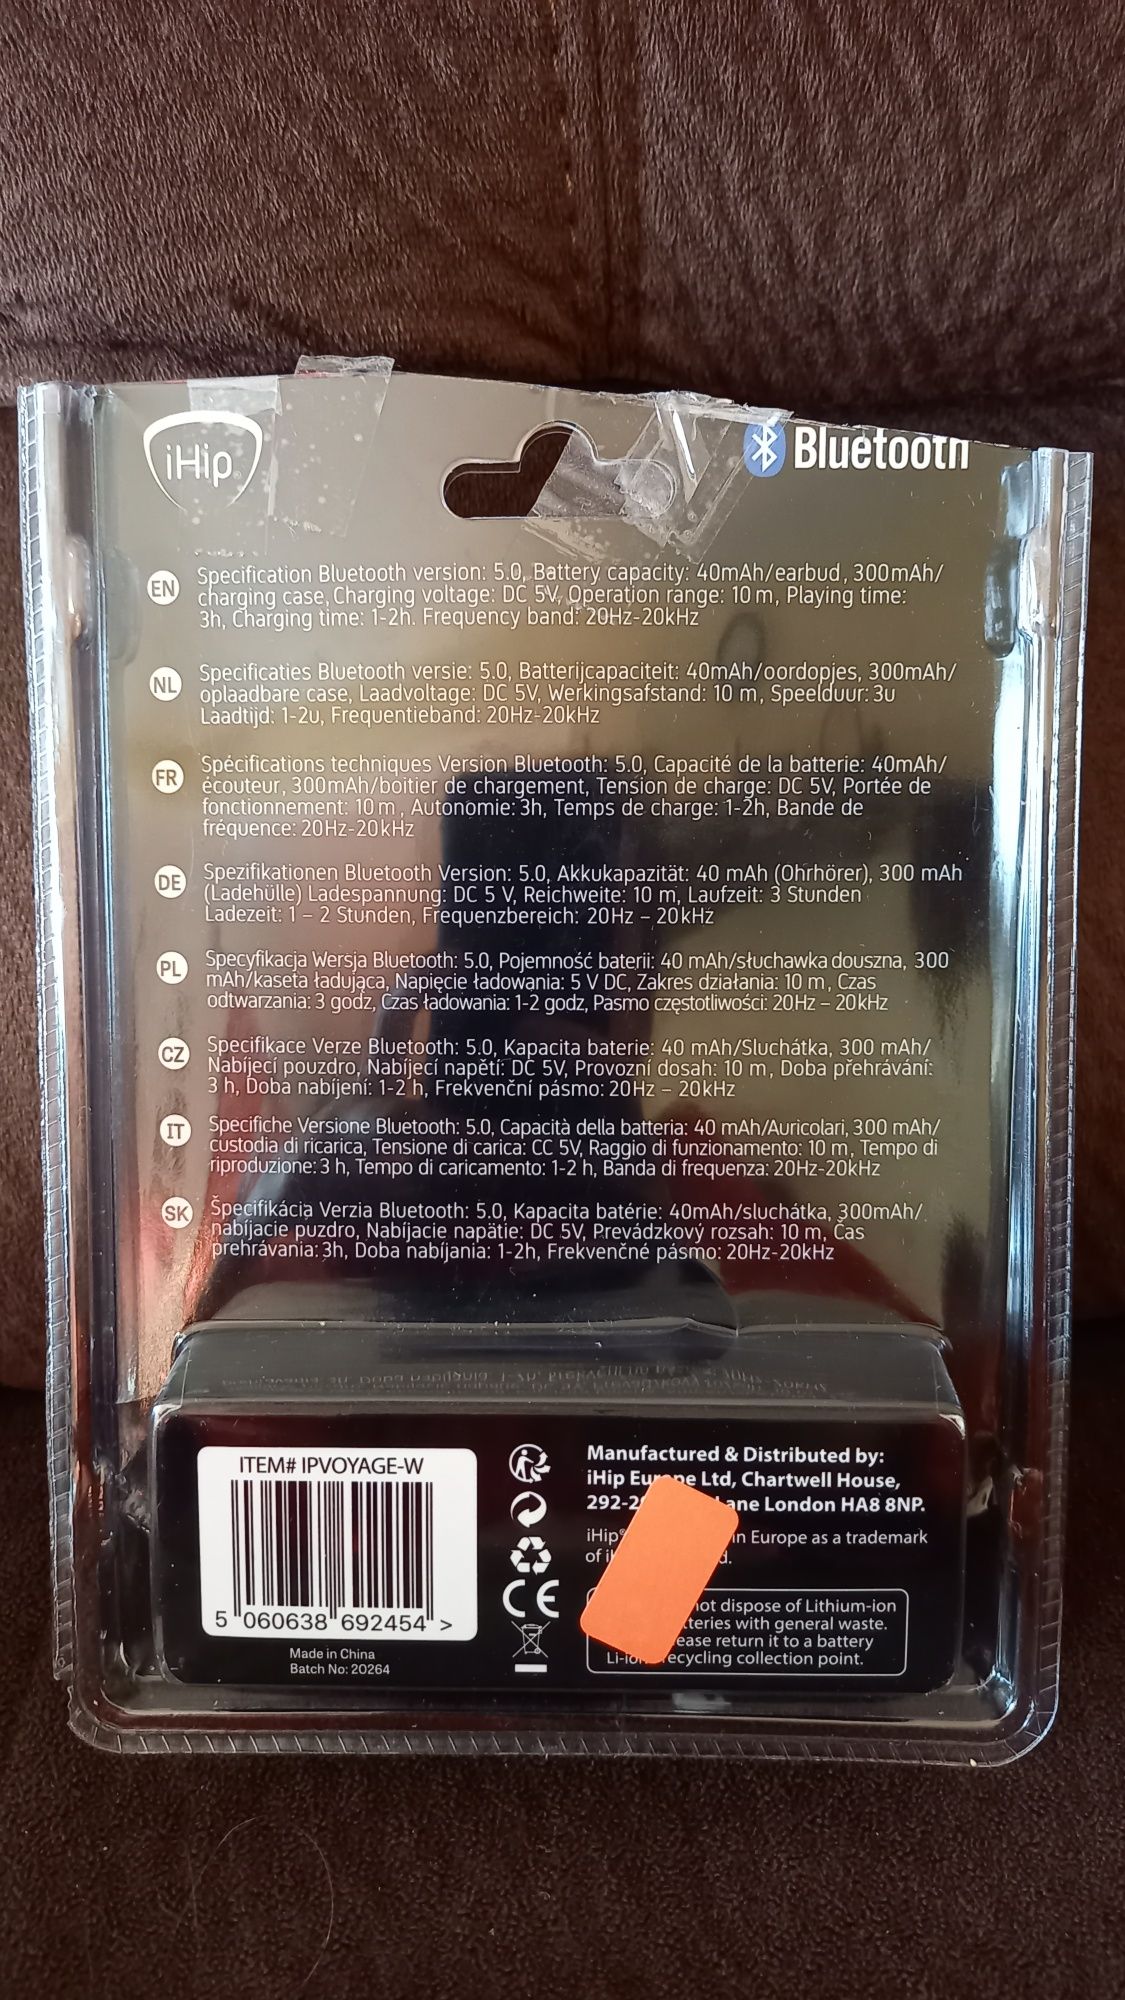 iHip
Bluetooth
EN
Specification Bluetooth version: 5.0, Battery capacity: 40mAh/earbud, 300mAh/
charging case, Charging voltage: DC 5V, Operation range: 10 m, Playing time:
3h, Charging time: 1-2h. Frequency band: 20Hz-20kHz
NL
Specificaties Bluetooth versie: 5.0, Batterijcapaciteit: 40mAh/oordopjes, 300mAh/
oplaadbare case, Laadvoltage: DC 5V, Werkingsafstand: 10 m, Speelduur: 3u
Laadtijd: 1-2u, Frequentieband: 20Hz-20kHz
FR
Spécifications techniques Version Bluetooth: 5.0, Capacité de la batterie: 40mAh/
écouteur, 300mAh/boitier de chargement, Tension de charge: DC 5V, Portée de
fonctionnement: 10 m, Autonomie: 3h, Temps de charge: 1-2h, Bande de
fréquence: 20Hz-20kHz
DE
Spezifikationen Bluetooth Version: 5.0, Akkukapazität: 40 mAh (Ohrhörer), 300 mAh
(Ladehülle) Ladespannung: DC 5 V, Reichweite: 10 m, Laufzeit: 3 Stunden
Ladezeit: 1 – 2 Stunden, Frequenzbereich: 20Hz – 20kHz
PL
Specyfikacja Wersja Bluetooth: 5.0, Pojemność baterii: 40 mAh/słuchawka douszna, 300
mAh/kaseta ładująca, Napięcie ładowania: 5 V DC, Zakres działania: 10 m, Czas
odtwarzania: 3 godz, Czas ładowania: 1-2 godz, Pasmo częstotliwości: 20Hz – 20kHz
CZ
Specifikace Verze Bluetooth: 5.0, Kapacita baterie: 40 mAh/Sluchátka, 300 mAh/
Nabíjecí pouzdro, Nabíjecí napětí: DC 5V, Provozní dosah: 10 m, Doba přehrávání:
3 h, Doba nabíjení: 1-2 h, Frekvenční pásmo: 20Hz – 20kHz
IT
Specifiche Versione Bluetooth: 5.0, Capacità della batteria: 40 mAh/Auricolari, 300 mAh/
custodia di ricarica, Tensione di carica: CC 5V, Raggio di funzionamento: 10 m, Tempo di
riproduzione: 3 h, Tempo di caricamento: 1-2 h, Banda di frequenza: 20Hz-20kHz
SK
Špecifikácia Verzia Bluetooth: 5.0, Kapacita batérie: 40mAh/sluchátka, 300mAh/
nabíjacie puzdro, Nabíjacie napätie: DC 5V, Prevádzkový rozsah: 10 m, Čas
prehrávania: 3h, Doba nabíjania: 1-2h, Frekvenčné pásmo: 20Hz-20kHz
ITEM# IPVOYAGE-W
5 060638 692454 >
Made in China
Batch No: 20264
CE
Manufactured & Distributed by:
iHip Europe Ltd, Chartwell House,
292-2 ane London HA8 8NP.
iHip® in Europe as a trademark
of d.
not dispose of Lithium-ion
teries with general waste.
ease return it to a battery
Li-ion ecycling collection point.